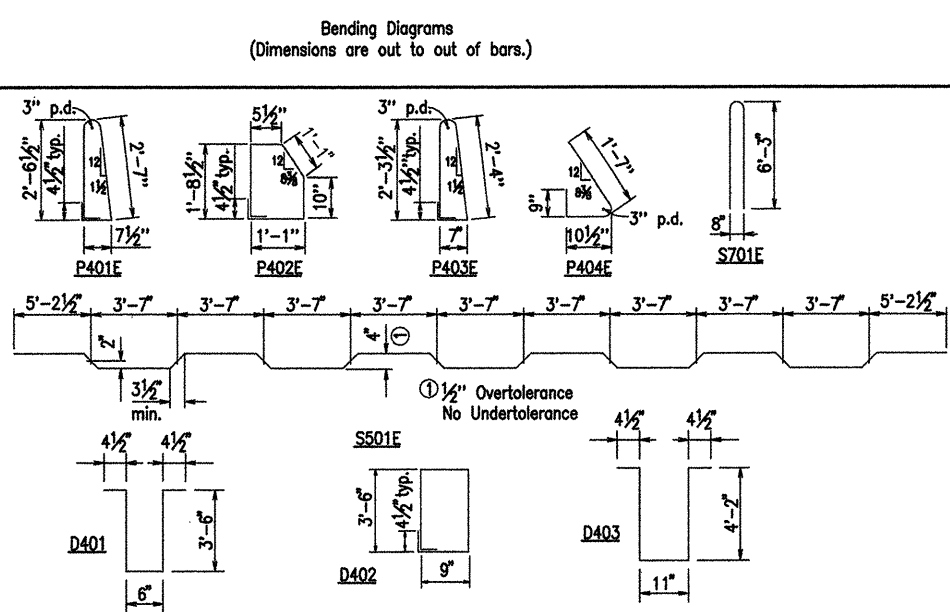 Bending Diagrams
(Dimensions are out to out of bars.)
3" p.d.
2'-6½"
4½" typ.
12
1½
2'-7"
7½"
P401E
5½"
1'-1"
12
8⅜
1'-8½"
4½" typ.
10"
1'-1"
P402E
3" p.d.
2'-3½"
4½" typ.
12
1½
2'-4"
7"
P403E
1'-7"
12
8⅜
9"
3" p.d.
10½"
P404E
6'-3"
8"
S701E
5'-2½" 3'-7" 3'-7" 3'-7" 3'-7" 3'-7" 3'-7" 3'-7" 3'-7" 3'-7" 5'-2½"
2"
4" ①
3½"
min.
① ½" Overtolerance
No Undertolerance
S501E
4½" 4½"
3'-6"
D401
6"
3'-6"
4½" typ.
D402
9"
4½" 4½"
4'-2"
D403
11"